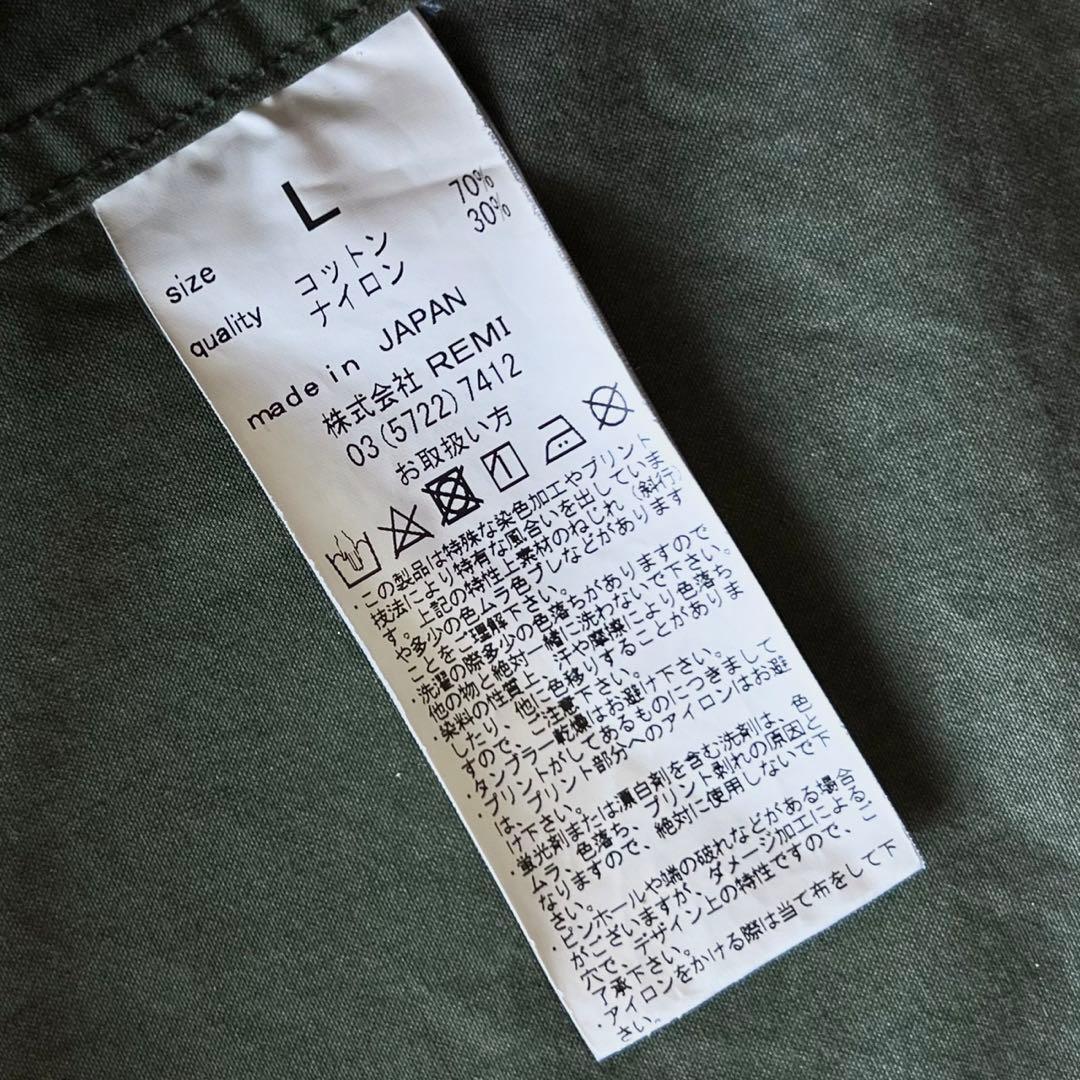 size L
quality コットン 70%
ナイロン 30%
made in JAPAN
株式会社 REMI
03(5722)7412
お取扱い方
・この製品は特殊な染色加工やプリント
技法により特有な風合いを出していま
す。上記の特性上素材のねじれ(斜行)
や多少の色ムラ色ブレなどがあります
ことをご理解下さい。
・洗濯の際多少の色落ちがありますので
他の物と絶対一緒に洗わないで下さい。
・染料の性質上、汗や摩擦により色落ち
したり、他に色移りすることがありま
すので、ご注意下さい。
・タンブラー乾燥はお避け下さい。
・プリントがしてあるものにつきまして
は、プリント部分へのアイロンはお避
け下さい。
・蛍光剤または漂白剤を含む洗剤は、色
ムラ、色落ち、プリント剥れの原因と
なりますので、絶対に使用しないで下
さい。
・ピンホールや端の破れなどがある場合
がございますが、ダメージ加工によるこ
穴で、デザイン上の特性ですので、
了承下さい。
・アイロンをかける際は当て布をして下
さい。